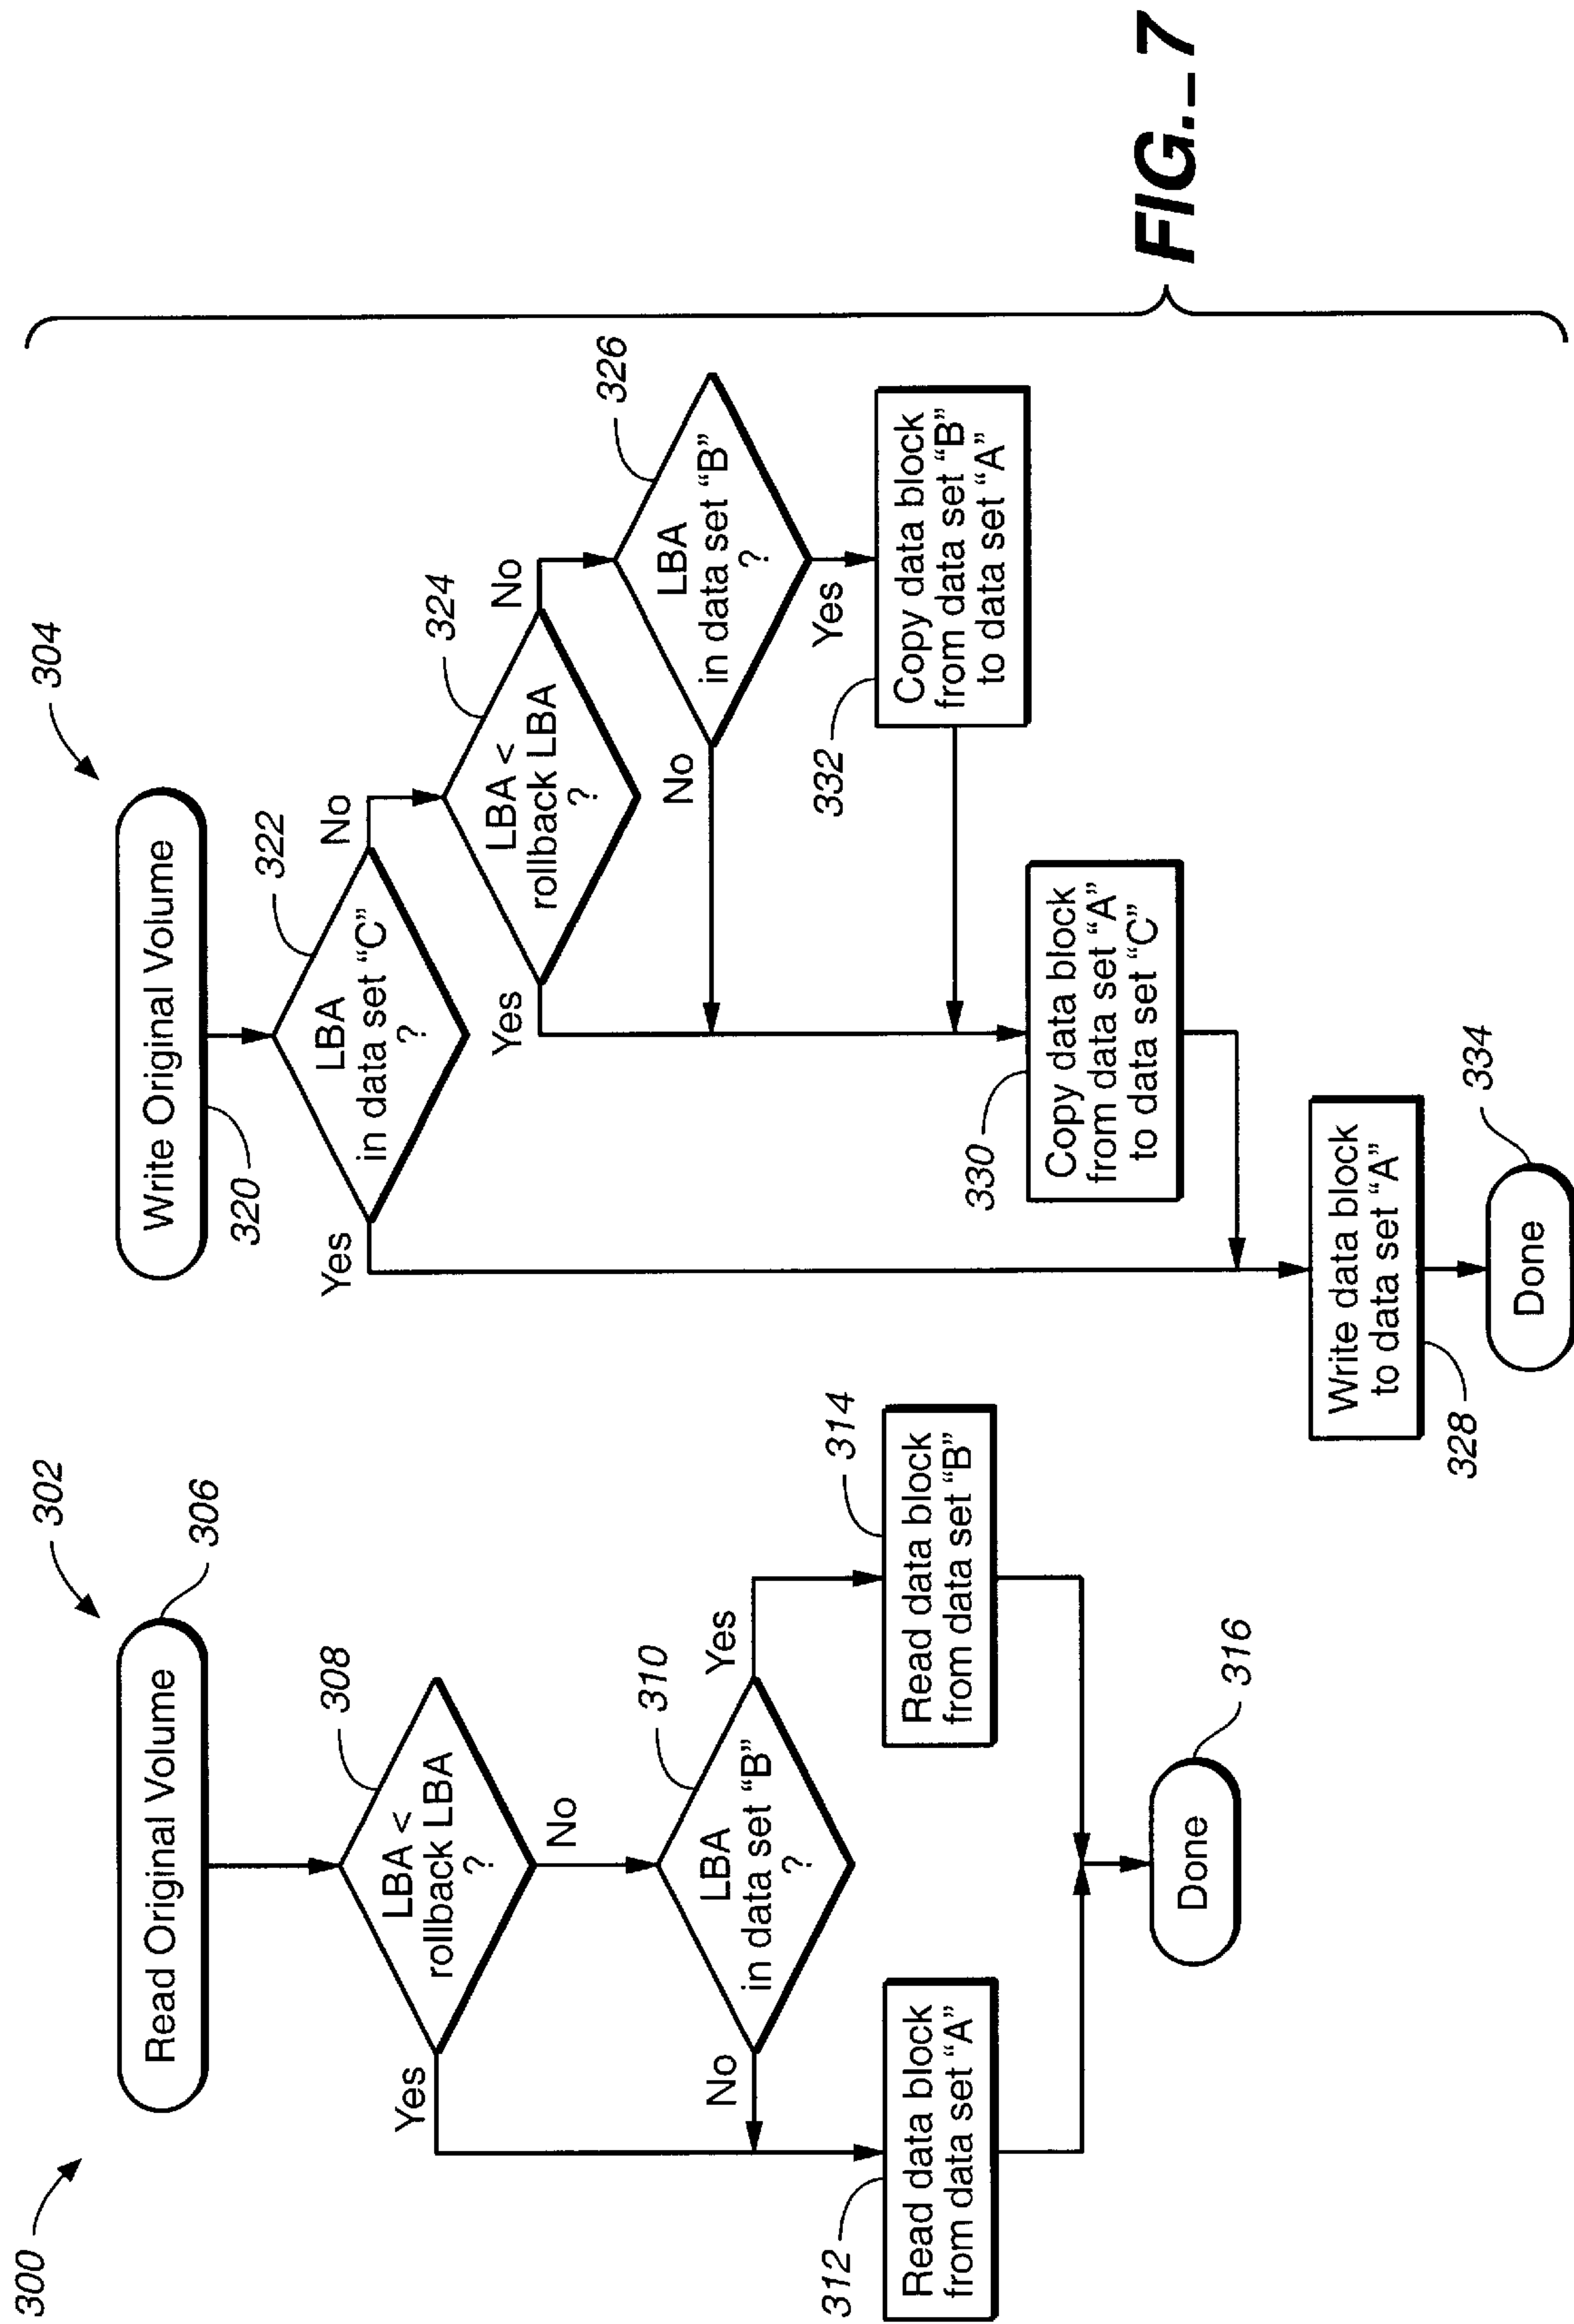 300
302
Read Original Volume
306
308
LBA <
rollback LBA
?
Yes
No
310
LBA
in data set “B”
?
No
Yes
312
Read data block
from data set “A”
314
Read data block
from data set “B”
Done
316
304
Write Original Volume
320
322
LBA
in data set “C”
?
Yes
No
324
LBA <
rollback LBA
?
Yes
No
326
LBA
in data set “B”
?
No
Yes
332
Copy data block
from data set “B”
to data set “A”
330
Copy data block
from data set “A”
to data set “C”
Write data block
to data set “A”
328
334
Done
FIG._7